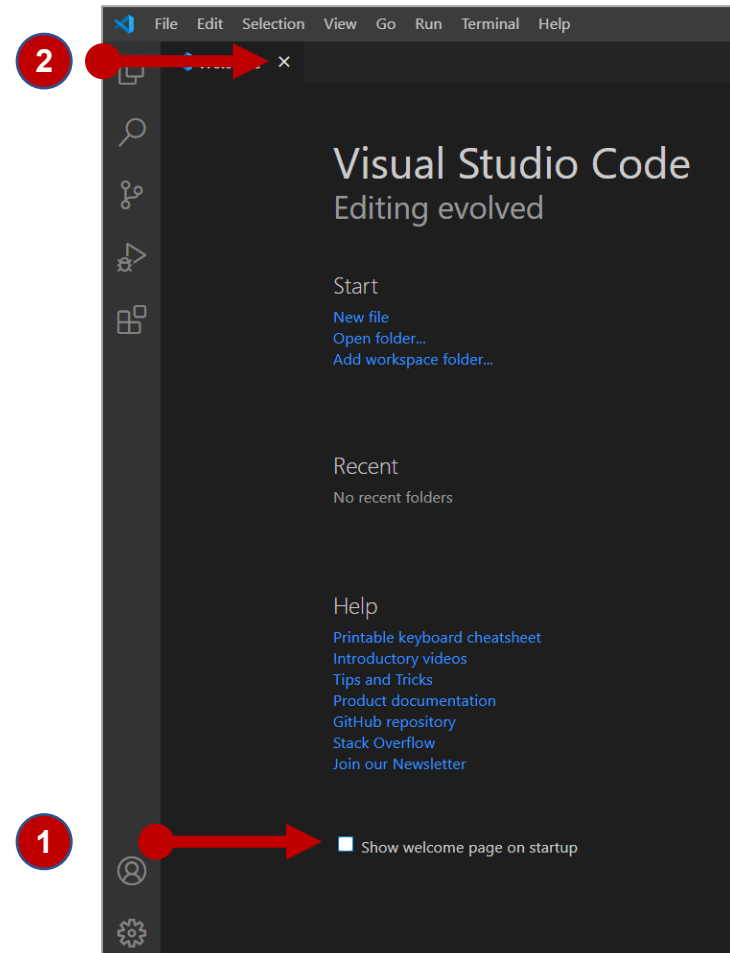 File Edit Selection View Go Run Terminal Help
2
Visual Studio Code
Editing evolved
Start
New file
Open folder...
Add workspace folder...
Recent
No recent folders
Help
Printable keyboard cheatsheet
Introductory videos
Tips and Tricks
Product documentation
GitHub repository
Stack Overflow
Join our Newsletter
1
Show welcome page on startup